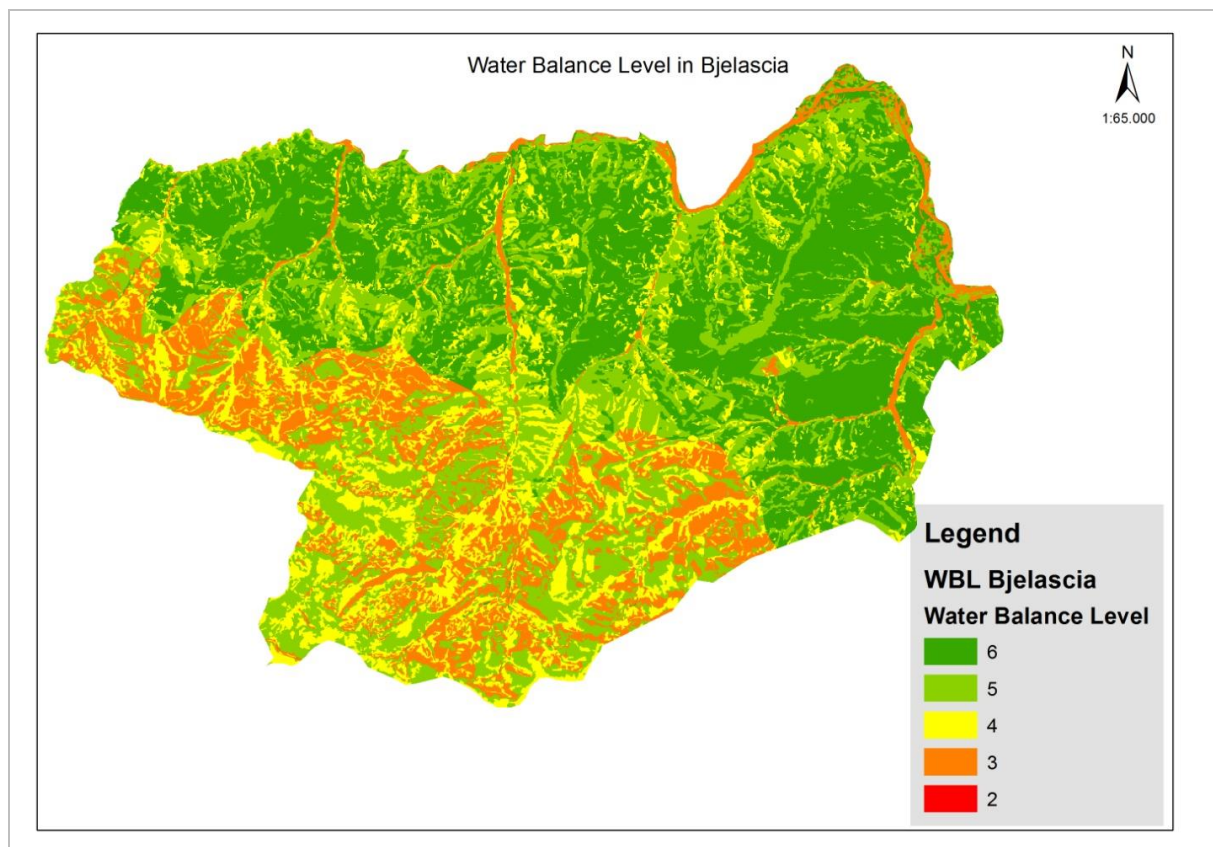 Water Balance Level in Bjelascia
N
1:65.000
Legend
WBL Bjelascia
Water Balance Level
6
5
4
3
2